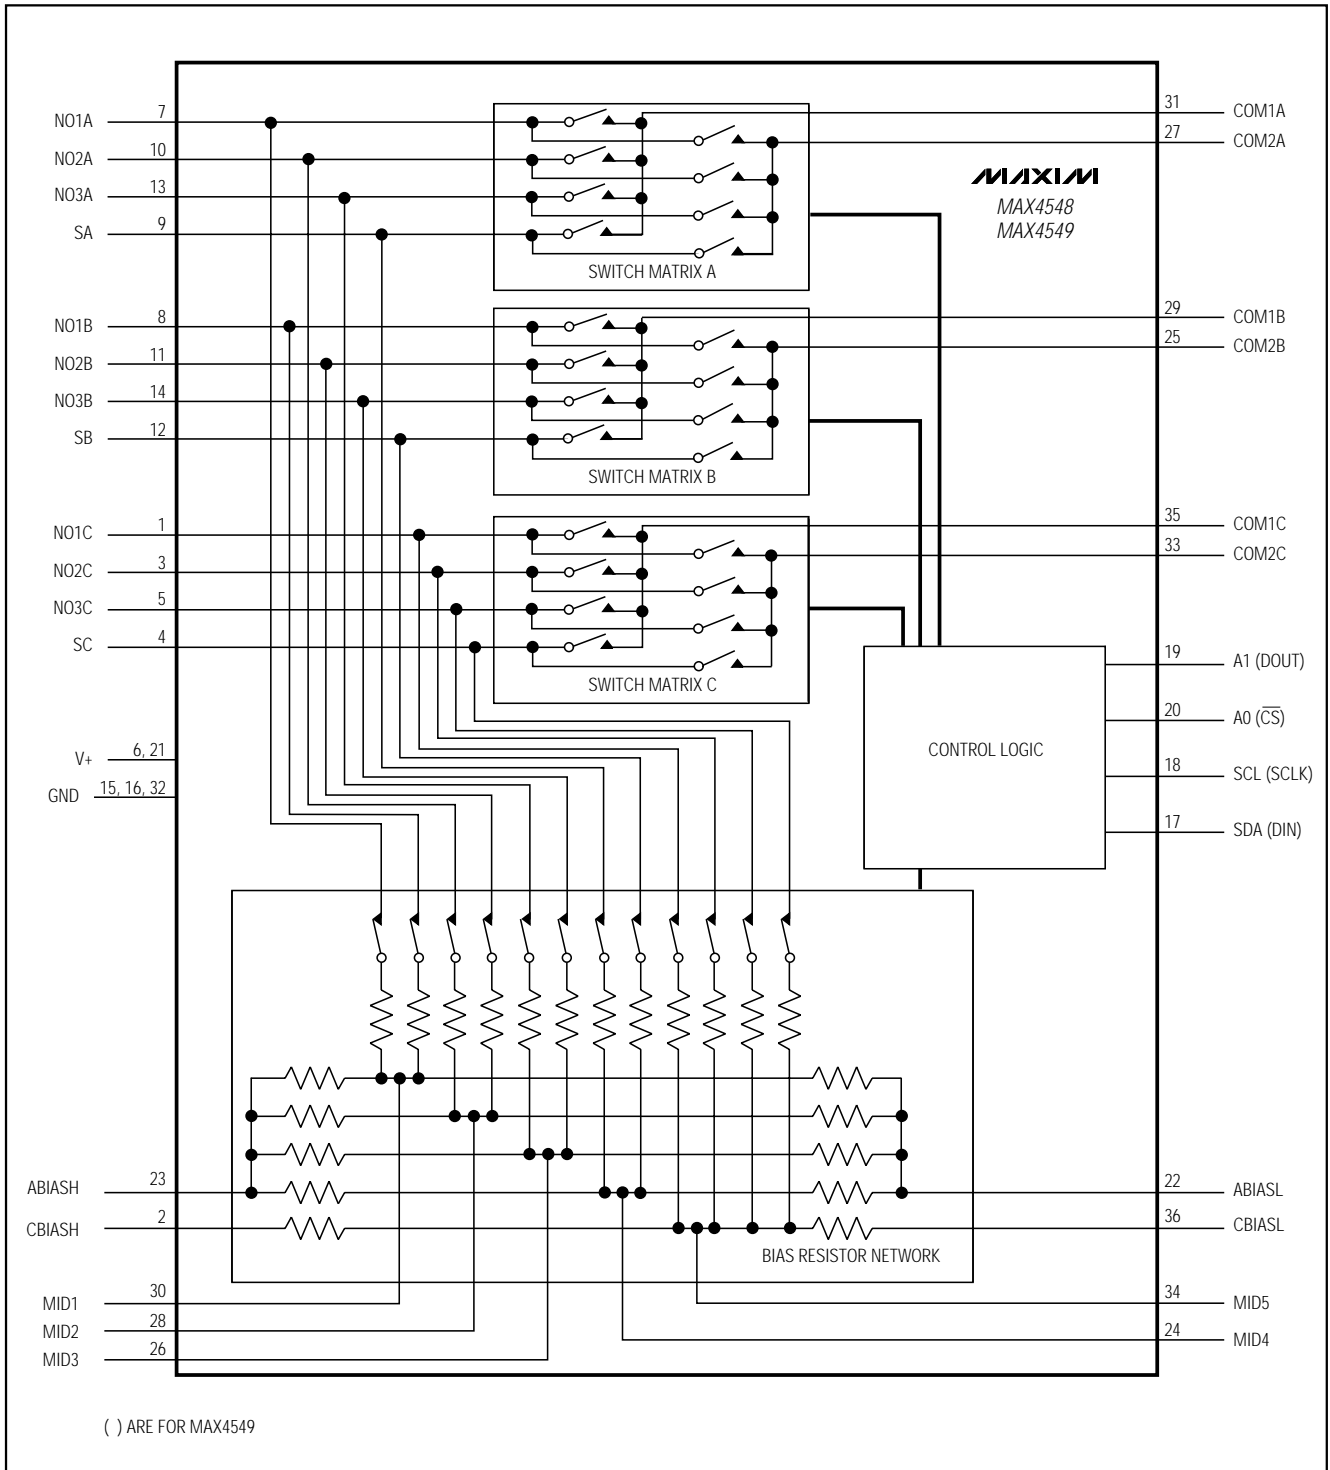 NO1A 7
NO2A 10
NO3A 13
SA 9
31 COM1A
27 COM2A
MAXIM
MAX4548
MAX4549
SWITCH MATRIX A
NO1B 8
NO2B 11
NO3B 14
SB 12
29 COM1B
25 COM2B
SWITCH MATRIX B
NO1C 1
NO2C 3
NO3C 5
SC 4
35 COM1C
33 COM2C
SWITCH MATRIX C
V+ 6, 21
GND 15, 16, 32
CONTROL LOGIC
19 A1 (DOUT)
20 A0 (C̅S̅)
18 SCL (SCLK)
17 SDA (DIN)
ABIASH 23
CBIASH 2
22 ABIASL
36 CBIASL
BIAS RESISTOR NETWORK
MID1 30
MID2 28
MID3 26
34 MID5
24 MID4
( ) ARE FOR MAX4549